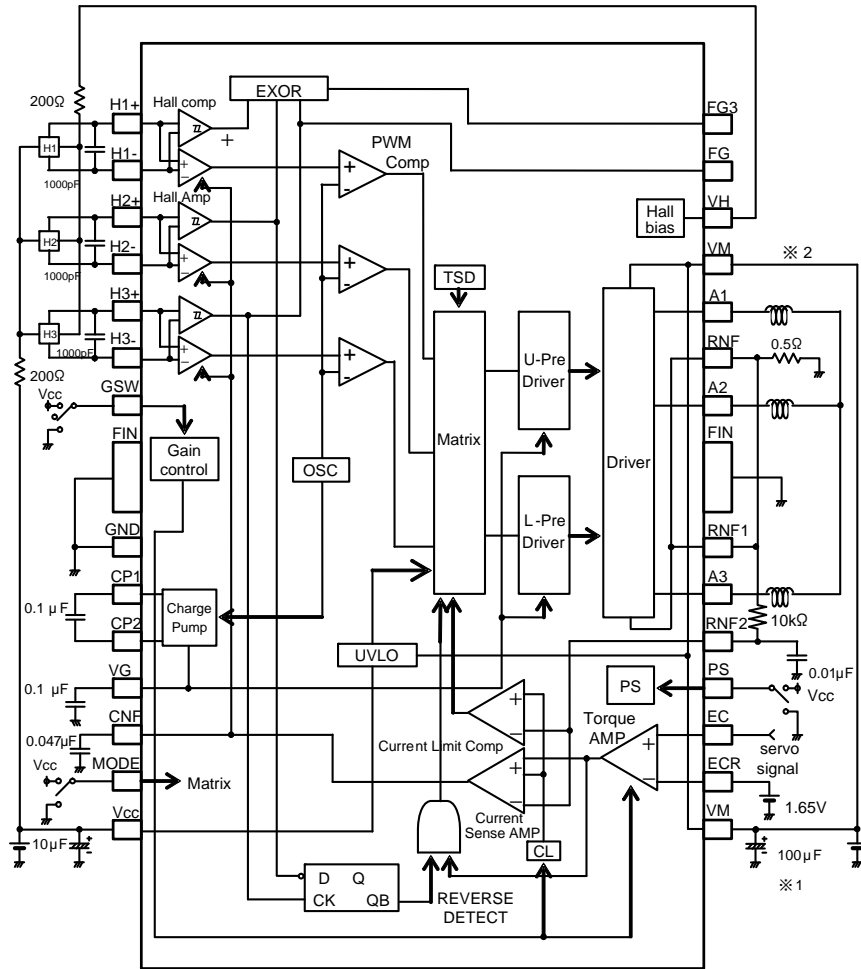 EXOR
Hall comp
200Ω
H1+
H1
H1-
1000pF
+
+
-
FG3
PWM
Comp
+
-
FG
Hall Amp
H2+
H2
H2-
1000pF
+
-
Hall
bias
VH
VM
※2
TSD
+
-
A1
H3+
H3
H3-
1000pF
+
-
+
-
U-Pre
Driver
RNF
0.5Ω
200Ω
Vcc
GSW
A2
FIN
Gain
control
OSC
Matrix
Driver
FIN
GND
L-Pre
Driver
RNF1
CP1
0.1 µF
CP2
Charge
Pump
A3
10kΩ
UVLO
RNF2
VG
0.1 µF
0.01µF
PS
PS
Vcc
+
-
Torque
AMP
CNF
0.047µF
Current Limit Comp
+
-
EC
servo
signal
Vcc
MODE
Matrix
+
+
-
ECR
1.65V
Current
Sense AMP
Vcc
10µF
+
-
CL
VM
+
-
100µF
※1
D Q
CK QB
REVERSE
DETECT